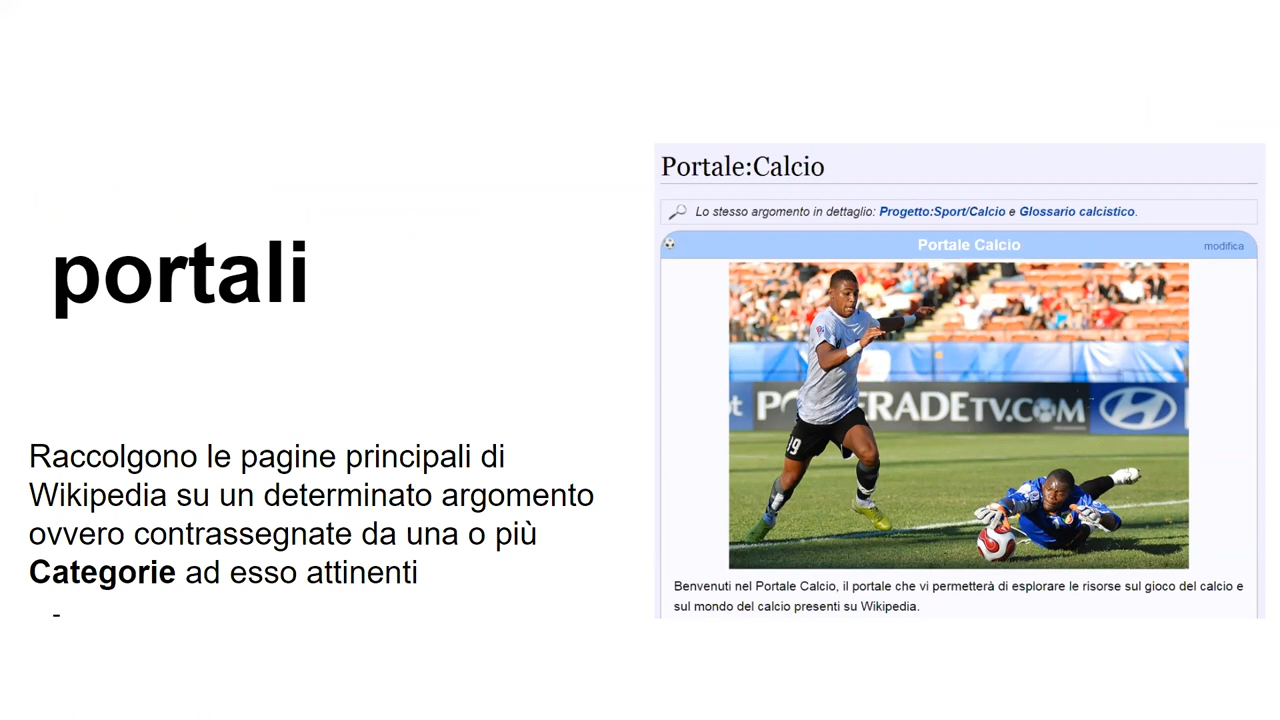 portali
Raccolgono le pagine principali di
Wikipedia su un determinato argomento
ovvero contrassegnate da una o più
Categorie ad esso attinenti
-
Portale:Calcio
Lo stesso argomento in dettaglio: Progetto:Sport/Calcio e Glossario calcistico.
Portale Calcio
modifica
TV.COM
HYUNDAI
19
Benvenuti nel Portale Calcio, il portale che vi permetterà di esplorare le risorse sul gioco del calcio e
sul mondo del calcio presenti su Wikipedia.